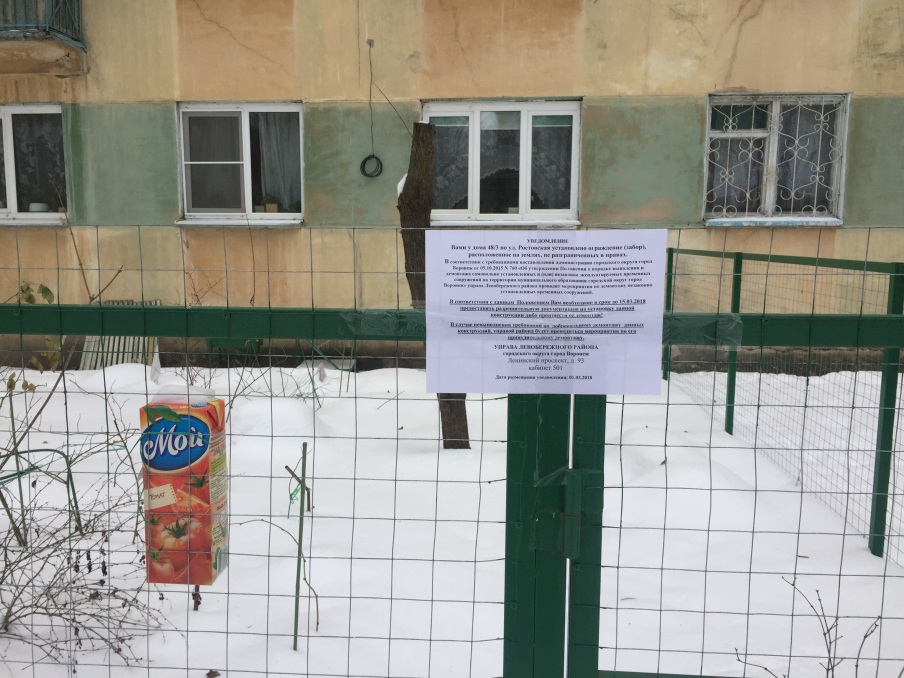 УВЕДОМЛЕНИЕ
Вами у дома 48/3 по ул. Ростовская установлено ограждение (забор),
расположенное на землях, не разграниченных в правах.
В соответствии с требованиями постановления администрации городского округа город
Воронеж от 05.10.2015 N 760 «Об утверждении Положения о порядке выявления и
демонтажа самовольно установленных и (или) незаконно эксплуатируемых временных
сооружений на территории муниципального образования городской округ город
Воронеж» управа Левобережного района проводит мероприятия по демонтажу незаконно
установленных временных сооружений.
В соответствии с данным Положением Вам необходимо в срок до 15.03.2018
предоставить разрешительную документацию на установку данной
конструкции либо произвести ее демонтаж!
В случае невыполнения требований по добровольному демонтажу данных
конструкций, управой района будут проводиться мероприятия по его
принудительному демонтажу.
УПРАВА ЛЕВОБЕРЕЖНОГО РАЙОНА
городского округа город Воронеж
Ленинский проспект, д. 93
кабинет 501
Дата размещения уведомления: 01.03.2018
Мой
ТОМАТ